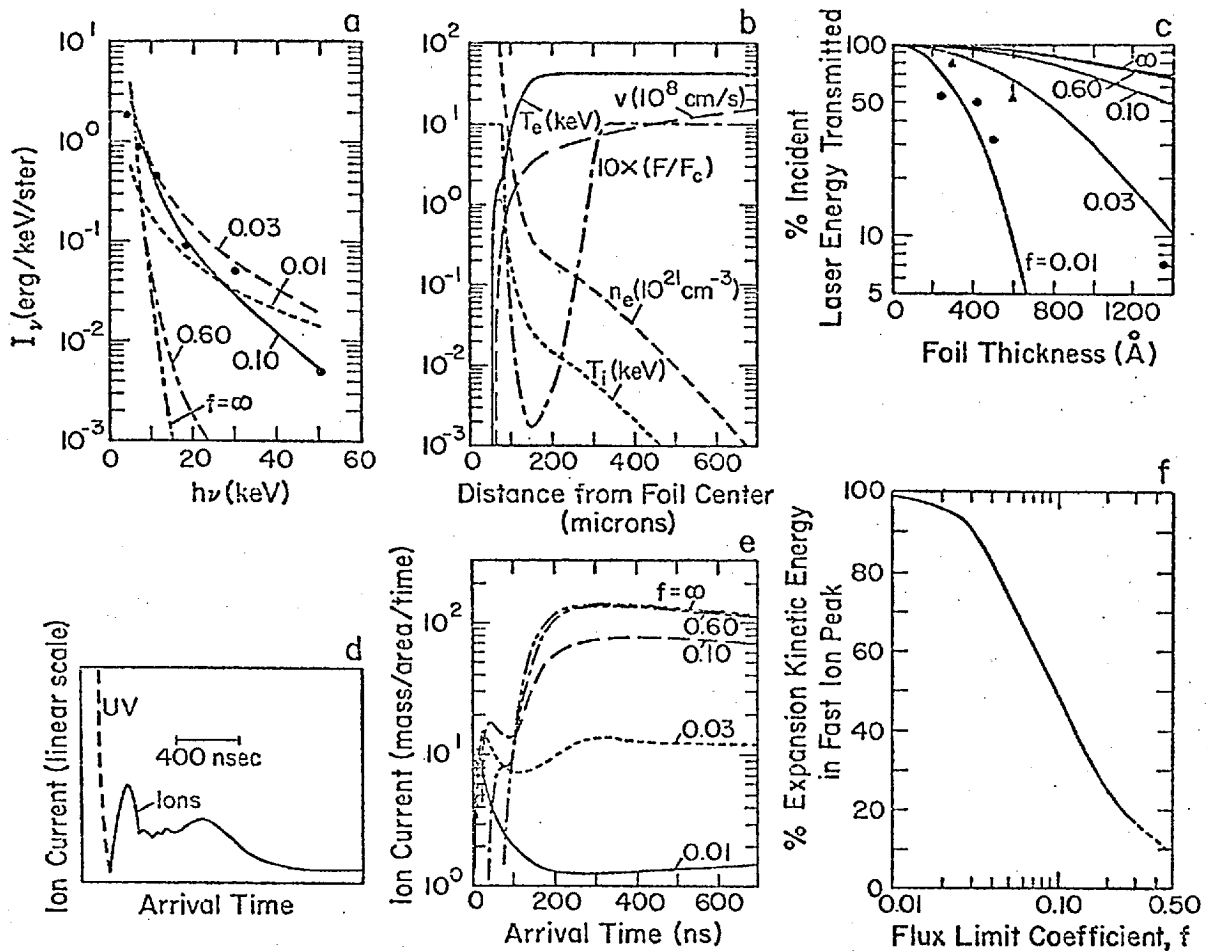 a
10¹
10⁰
10⁻¹
10⁻²
10⁻³
I_ν (erg/keV/ster)
0.03
0.01
0.60
0.10
f=∞
0 20 40 60
hν (keV)
b
10²
10¹
10⁰
10⁻¹
10⁻²
10⁻³
v (10⁸ cm/s)
T_e (keV)
10×(F/F_c)
n_e (10²¹ cm⁻³)
T_i (keV)
0 200 400 600
Distance from Foil Center
(microns)
c
100
50
10
5
% Incident
Laser Energy Transmitted
∞
0.60
0.10
0.03
f=0.01
0 400 800 1200
Foil Thickness (Å)
d
Ion Current (linear scale)
UV
400 nsec
Ions
Arrival Time
e
10²
10¹
10⁰
Ion Current (mass/area/time)
f=∞
0.60
0.10
0.03
0.01
0 200 400 600
Arrival Time (ns)
f
100
80
60
40
20
0
% Expansion Kinetic Energy
in Fast Ion Peak
0.01 0.10 0.50
Flux Limit Coefficient, f